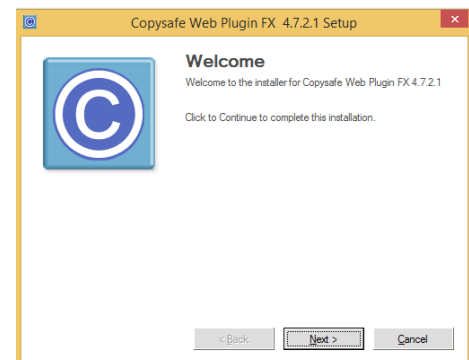 Copysafe Web Plugin FX 4.7.2.1 Setup
Welcome
Welcome to the installer for Copysafe Web Plugin FX 4.7.2.1
Click to Continue to complete this installation.
< Back
Next >
Cancel